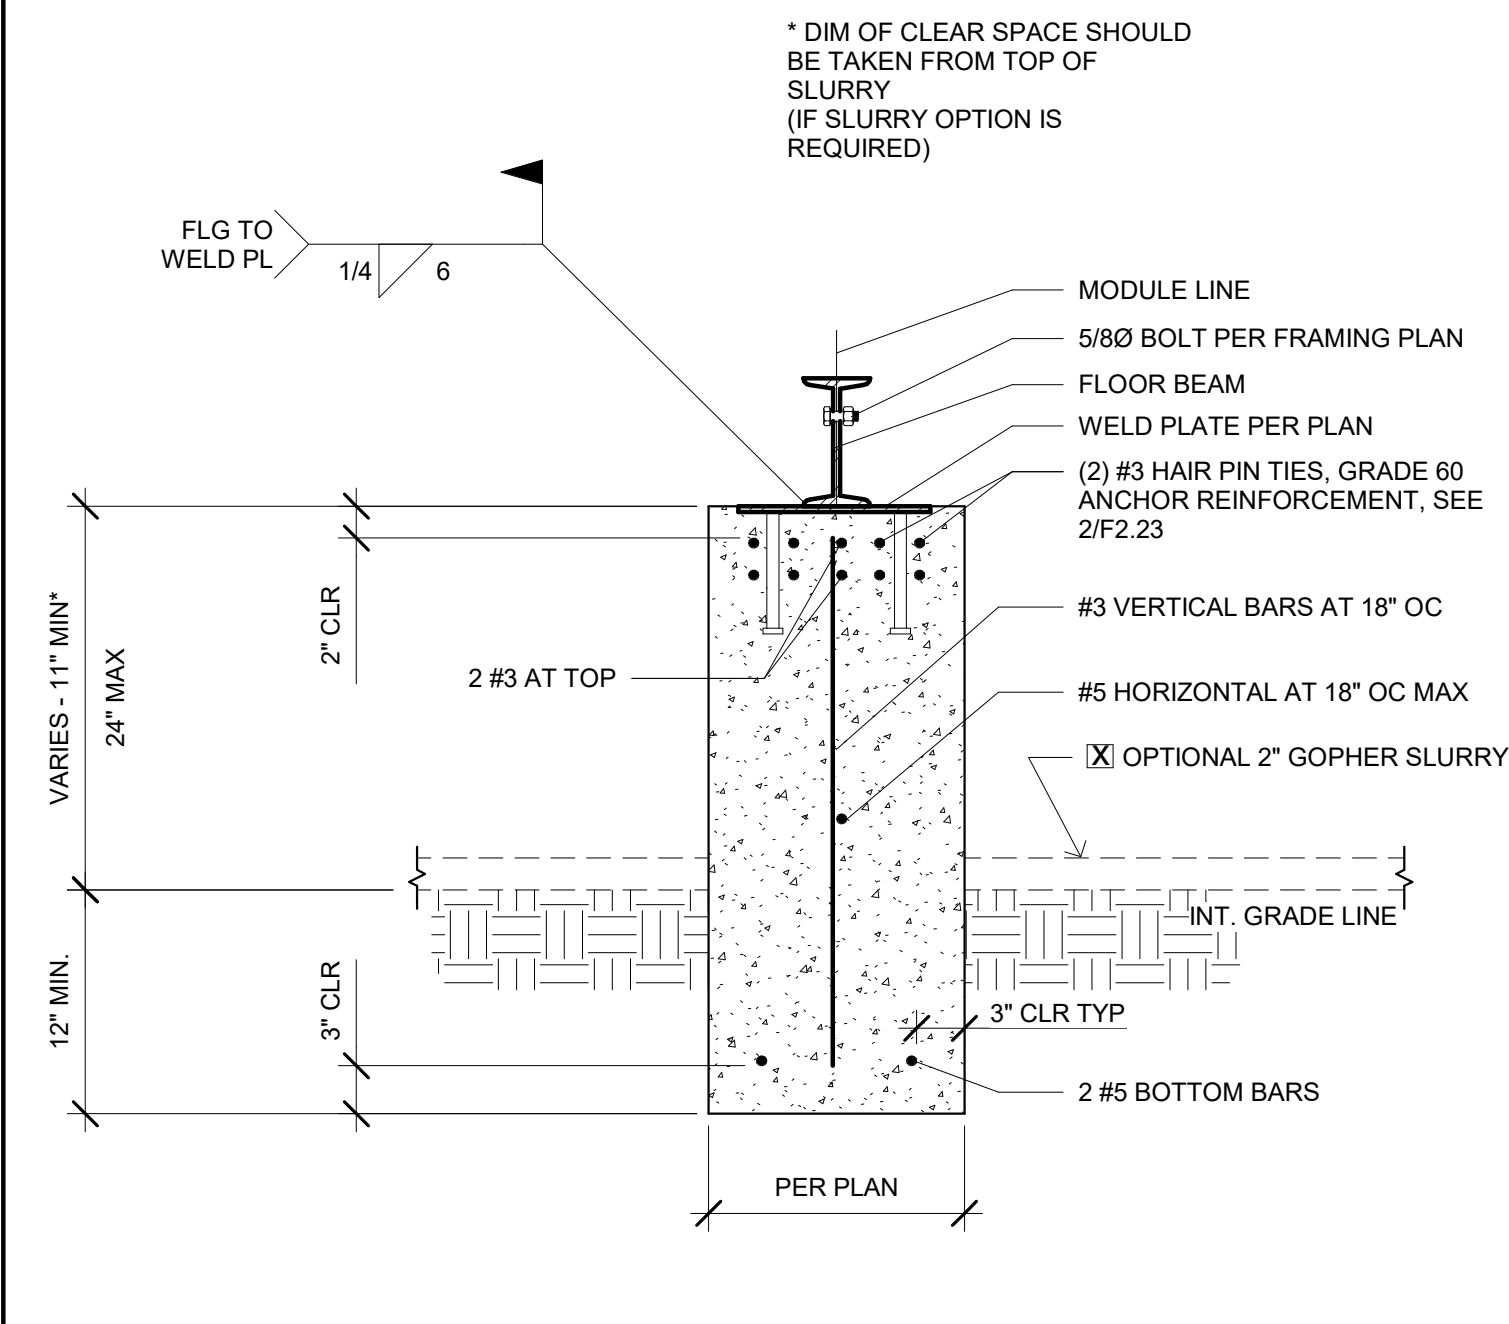 * DIM OF CLEAR SPACE SHOULD
BE TAKEN FROM TOP OF
SLURRY
(IF SLURRY OPTION IS
REQUIRED)
FLG TO
WELD PL
1/4
6
MODULE LINE
5/8Ø BOLT PER FRAMING PLAN
FLOOR BEAM
WELD PLATE PER PLAN
(2) #3 HAIR PIN TIES, GRADE 60
ANCHOR REINFORCEMENT, SEE
2/F2.23
#3 VERTICAL BARS AT 18" OC
2 #3 AT TOP
#5 HORIZONTAL AT 18" OC MAX
X OPTIONAL 2" GOPHER SLURRY
INT. GRADE LINE
VARIES - 11" MIN*
24" MAX
2" CLR
12" MIN.
3" CLR
3" CLR TYP
2 #5 BOTTOM BARS
PER PLAN